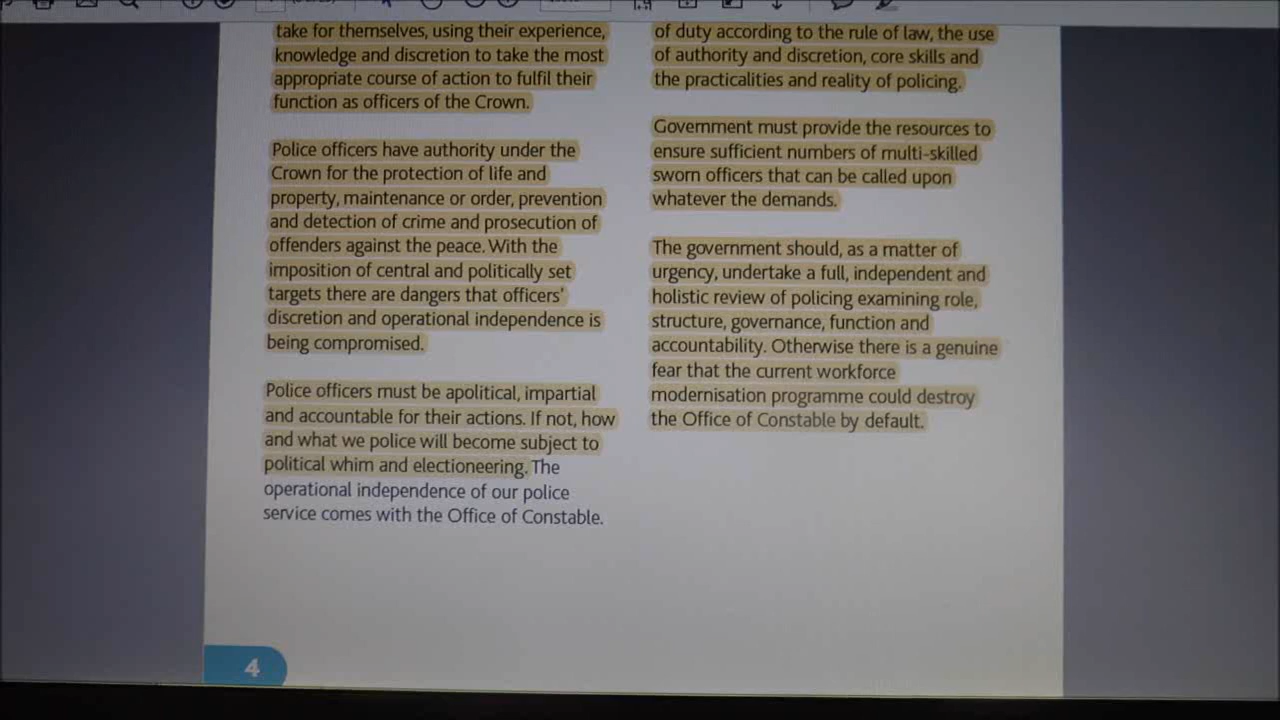 take for themselves, using their experience,
knowledge and discretion to take the most
appropriate course of action to fulfil their
function as officers of the Crown.
Police officers have authority under the
Crown for the protection of life and
property, maintenance or order, prevention
and detection of crime and prosecution of
offenders against the peace. With the
imposition of central and politically set
targets there are dangers that officers'
discretion and operational independence is
being compromised.
Police officers must be apolitical, impartial
and accountable for their actions. If not, how
and what we police will become subject to
political whim and electioneering. The
operational independence of our police
service comes with the Office of Constable.
of duty according to the rule of law, the use
of authority and discretion, core skills and
the practicalities and reality of policing.
Government must provide the resources to
ensure sufficient numbers of multi-skilled
sworn officers that can be called upon
whatever the demands.
The government should, as a matter of
urgency, undertake a full, independent and
holistic review of policing examining role,
structure, governance, function and
accountability. Otherwise there is a genuine
fear that the current workforce
modernisation programme could destroy
the Office of Constable by default.
4